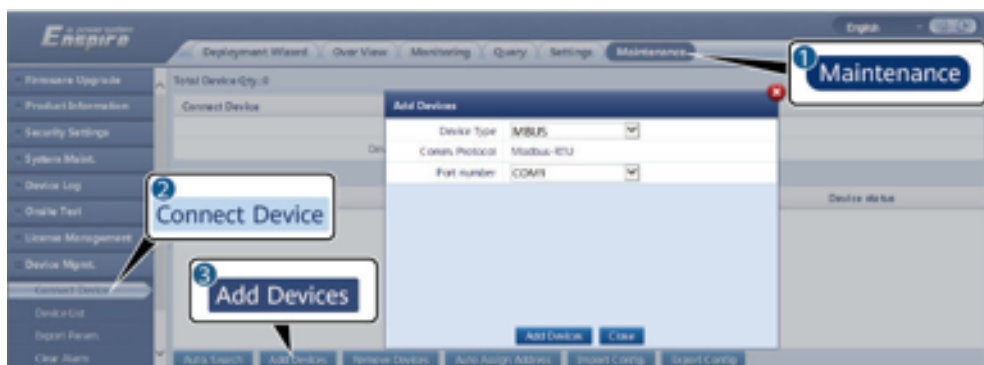 Enspire
English
Deployment Wizard
Over View
Monitoring
Query
Settings
Maintenance
1
Maintenance
Firmware Upgrade
Product Information
Security Settings
System Maint.
Device Log
Onsite Test
License Management
Device Mgmt.
Connect Device
Device List
Export Param.
Clear Alarm
2
Connect Device
3
Add Devices
Total Device Qty.:0
Connect Device
Device status
Add Devices
Device Type MBUS
Comm. Protocol Modbus-RTU
Port number
Add Devices
Close
Auto Search
Add Devices
Remove Devices
Auto Assign Address
Import Config
Export Config